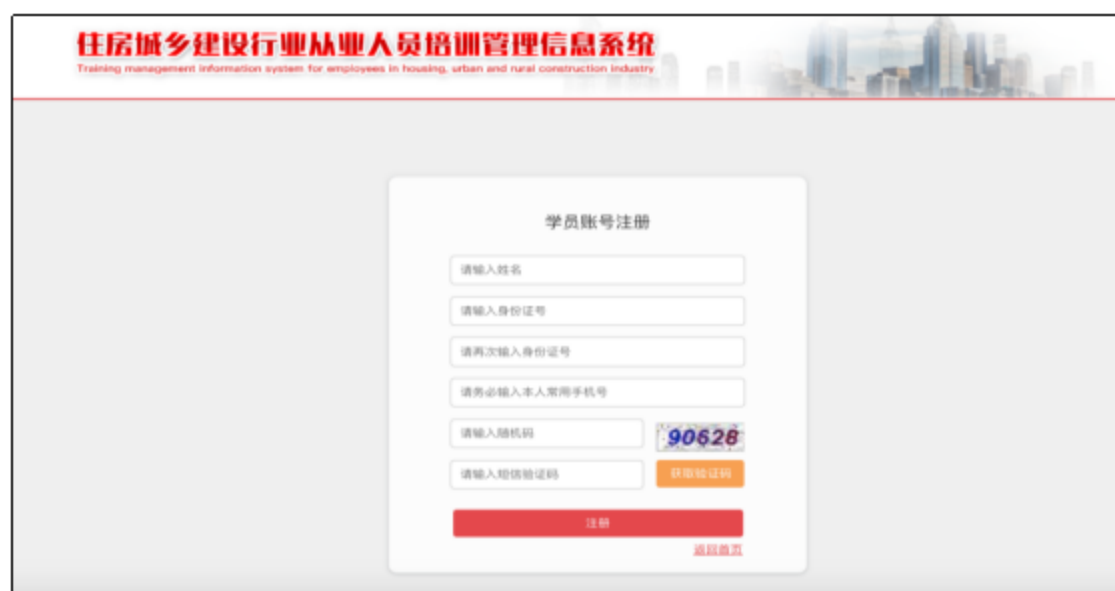 住房城乡建设行业从业人员培训管理信息系统
Training management information system for employees in housing, urban and rural construction industry
学员账号注册
请输入姓名
请输入身份证号
请再次输入身份证号
请务必输入本人常用手机号
请输入随机码
90628
请输入短信验证码
获取验证码
注册
返回首页